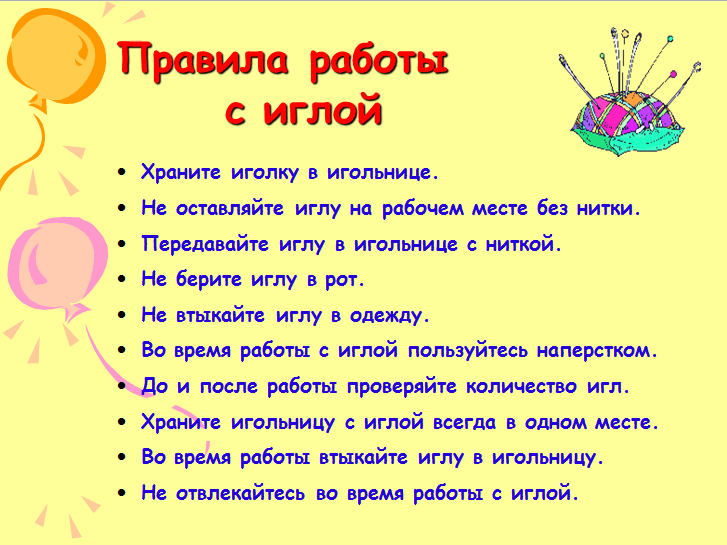 Правила работы
с иглой
• Храните иголку в игольнице.
• Не оставляйте иглу на рабочем месте без нитки.
• Передавайте иглу в игольнице с ниткой.
• Не берите иглу в рот.
• Не втыкайте иглу в одежду.
• Во время работы с иглой пользуйтесь наперстком.
• До и после работы проверяйте количество игл.
• Храните игольницу с иглой всегда в одном месте.
• Во время работы втыкайте иглу в игольницу.
• Не отвлекайтесь во время работы с иглой.